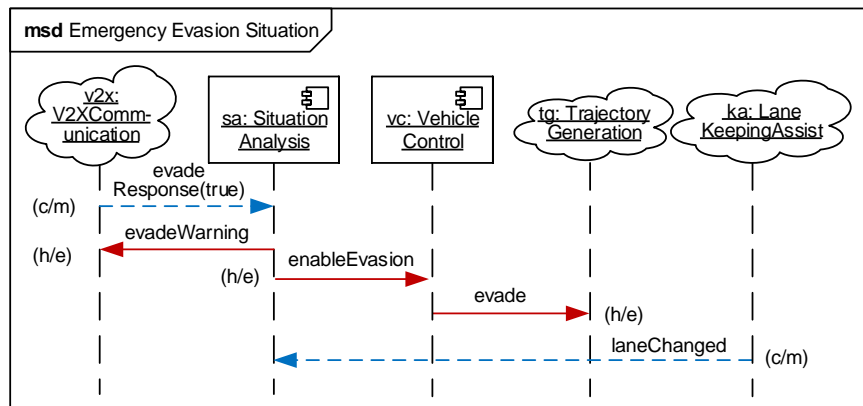 msd Emergency Evasion Situation
v2x:
V2XComm-
unication
sa: Situation
Analysis
vc: Vehicle
Control
tg: Trajectory
Generation
ka: Lane
KeepingAssist
evade
Response(true)
(c/m)
evadeWarning
(h/e)
enableEvasion
(h/e)
evade
(h/e)
laneChanged
(c/m)